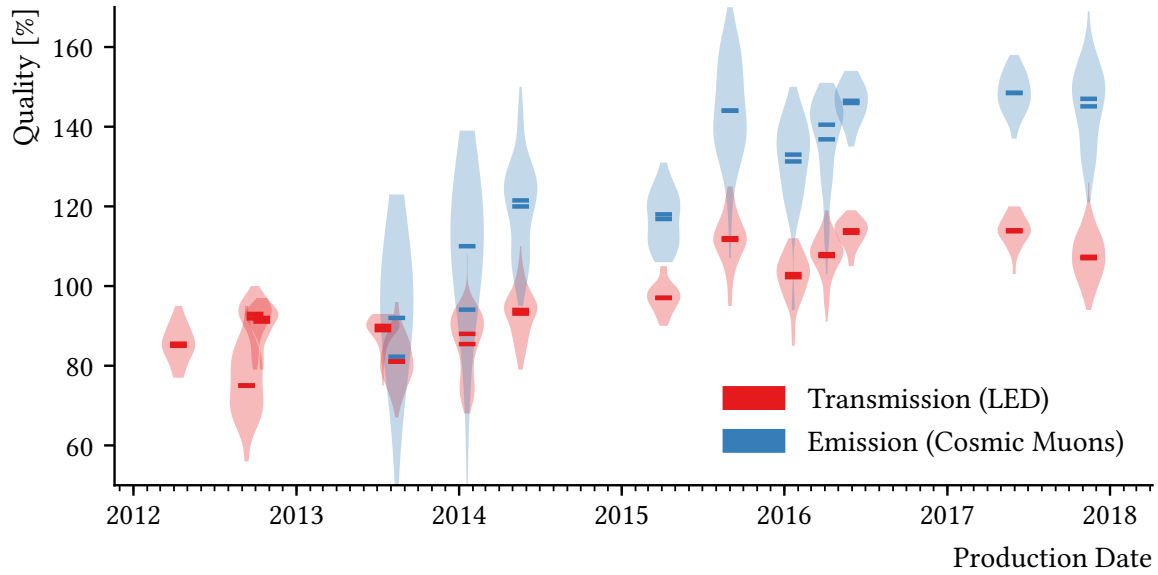 Quality [%]
160
140
120
100
80
60
Transmission (LED)
Emission (Cosmic Muons)
2012 2013 2014 2015 2016 2017 2018
Production Date